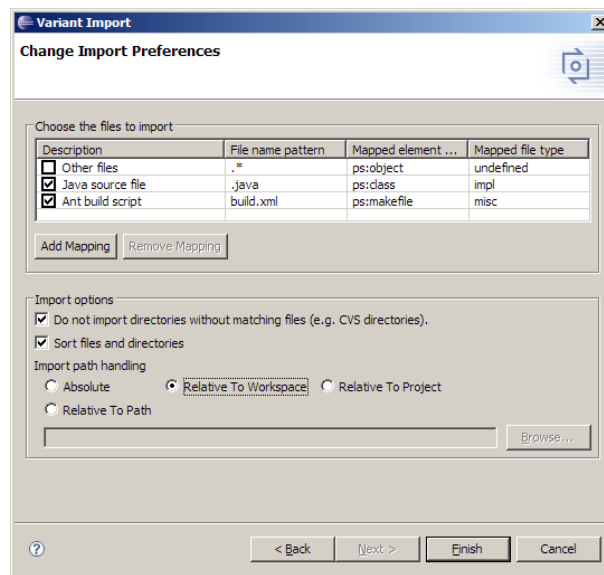 Variant Import
Change Import Preferences
Choose the files to import
Description File name pattern Mapped element ... Mapped file type
Other files .* ps:object undefined
Java source file .java ps:class impl
Ant build script build.xml ps:makefile misc
Add Mapping Remove Mapping
Import options
Do not import directories without matching files (e.g. CVS directories).
Sort files and directories
Import path handling
Absolute Relative To Workspace Relative To Project
Relative To Path
Browse...
? < Back Next > Finish Cancel